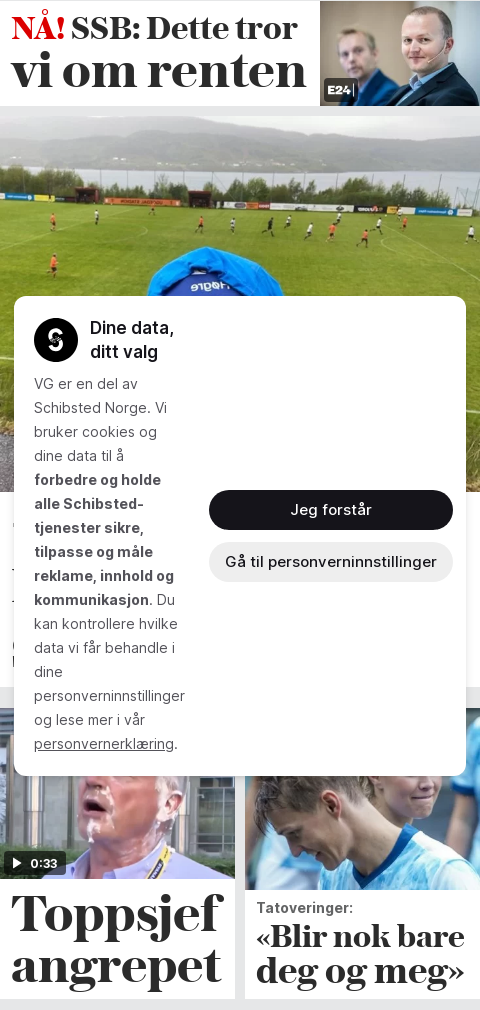 NÅ! SSB: Dette tror
vi om renten
E24
Høgre
Dine data,
ditt valg
VG er en del av
Schibsted Norge. Vi
bruker cookies og
dine data til å
forbedre og holde
alle Schibsted-
tjenester sikre,
tilpasse og måle
reklame, innhold og
kommunikasjon. Du
kan kontrollere hvilke
data vi får behandle i
dine
personverninnstillinger
og lese mer i vår
personvernerklæring.
Jeg forstår
Gå til personverninnstillinger
0:33
Toppsjef
angrepet
Tatoveringer:
«Blir nok bare
deg og meg»